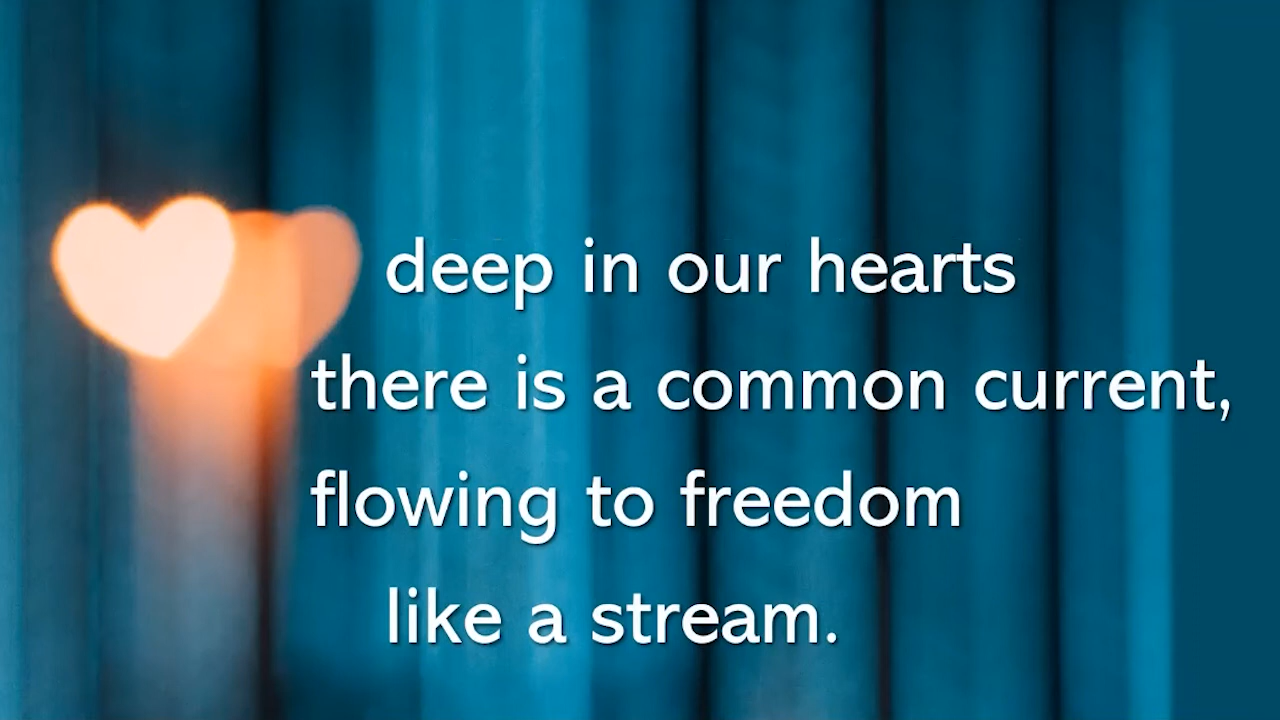 deep in our hearts
there is a common current,
flowing to freedom
like a stream.